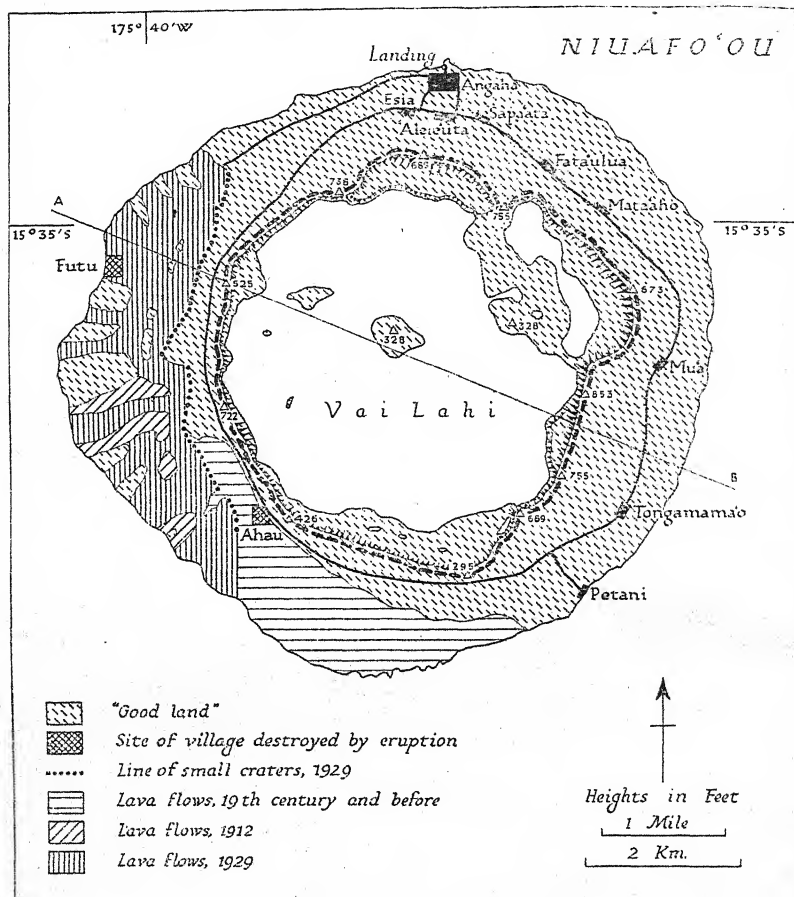 175° 40'W
NIUAFO'OU
Landing
Angaha
Esia
Sapaata
Aleleuta
Fataulua
Mataaho
A
736
755
15° 35'S
15° 35'S
Futu
525
673
328
328
Mua
853
722
Vai Lahi
B
755
Tongamama'o
669
Ahau
426
295
Petani
"Good land"
Site of village destroyed by eruption
Line of small craters, 1929
Lava flows, 19th century and before
Lava flows, 1912
Lava flows, 1929
Heights in Feet
1 Mile
2 Km.